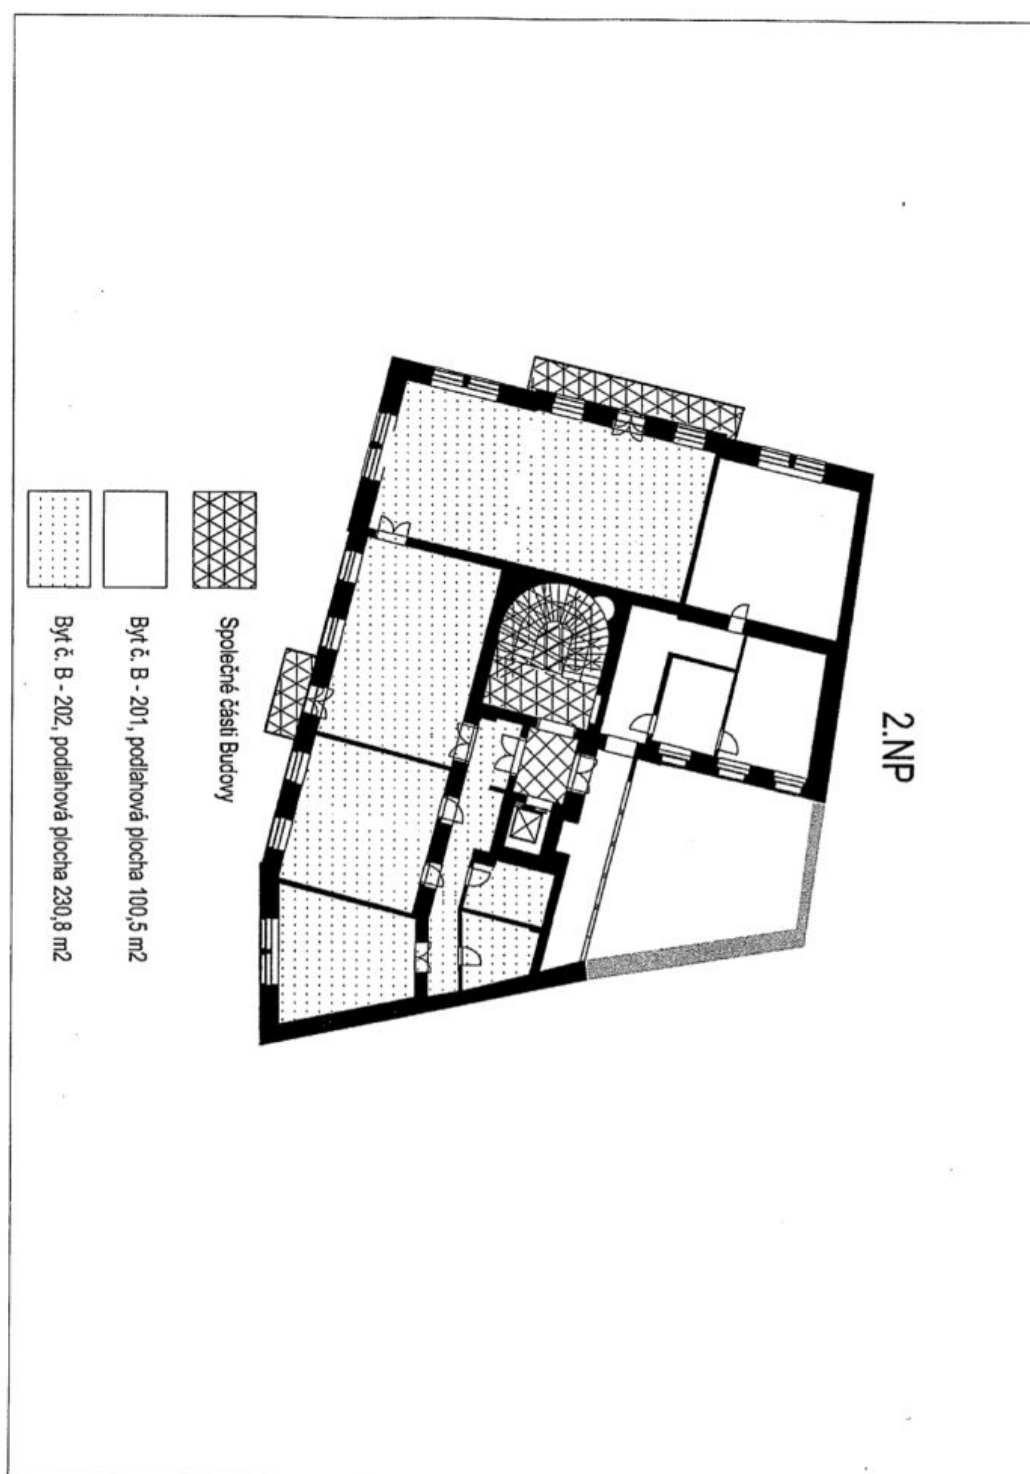 2.NP
Společné části Budovy
Byt č. B - 201, podlahová plocha 100,5 m2
Byt č. B - 202, podlahová plocha 230,8 m2